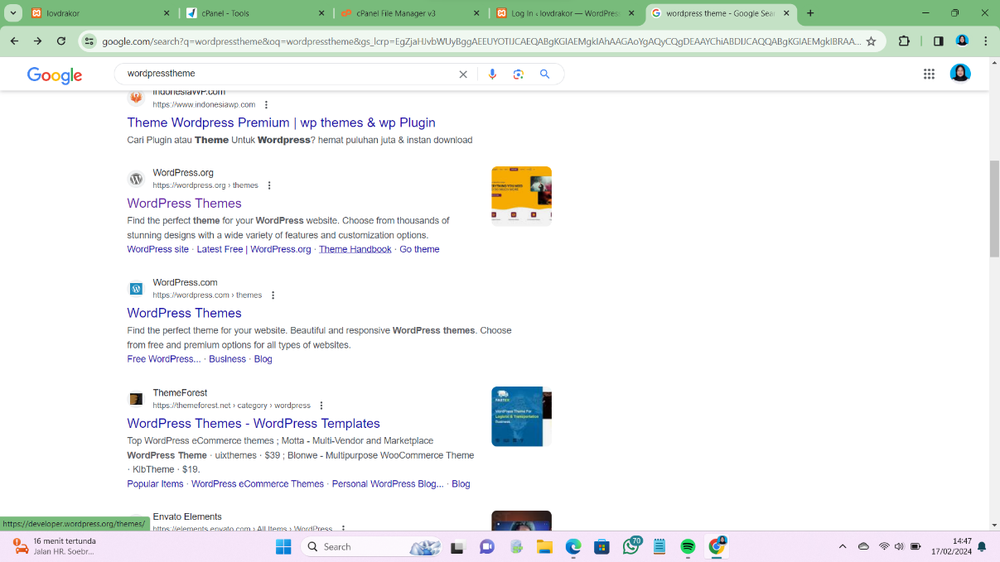 lovdrakor
cPanel - Tools
cPanel File Manager v3
Log In ‹ lovdrakor — WordPres
wordpress theme - Google Sear
google.com/search?q=wordpresstheme&oq=wordpresstheme&gs_lcrp=EgZjaHJvbWUyBggAEEUYOTIJCAEQABgKGIAEMgkIAhAAGAoYgAQyCQgDEAAYChiABDIJCAQQABgKGIAEMgkIBRAA...
Google
wordpresstheme
IndonesiaWP.com
https://www.indonesiawp.com
Theme Wordpress Premium | wp themes & wp Plugin
Cari Plugin atau Theme Untuk Wordpress? hemat puluhan juta & instan download
WordPress.org
https://wordpress.org › themes
WordPress Themes
Find the perfect theme for your WordPress website. Choose from thousands of
stunning designs with a wide variety of features and customization options.
WordPress site · Latest Free | WordPress.org · Theme Handbook · Go theme
WordPress.com
https://wordpress.com › themes
WordPress Themes
Find the perfect theme for your website. Beautiful and responsive WordPress themes. Choose
from free and premium options for all types of websites.
Free WordPress... · Business · Blog
ThemeForest
https://themeforest.net › category › wordpress
WordPress Themes - WordPress Templates
Top WordPress eCommerce themes ; Motta - Multi-Vendor and Marketplace
WordPress Theme · uixthemes · $39 ; Blonwe - Multipurpose WooCommerce Theme
· KlbTheme · $19.
Popular Items · WordPress eCommerce Themes · Personal WordPress Blog... · Blog
WordPress Theme For
Logistic & Transportation
Business
Envato Elements
https://elements.envato.com › All Items › WordPress
https://developer.wordpress.org/themes/
16 menit tertunda
Jalan HR. Soebr...
Search
70
14:47
17/02/2024